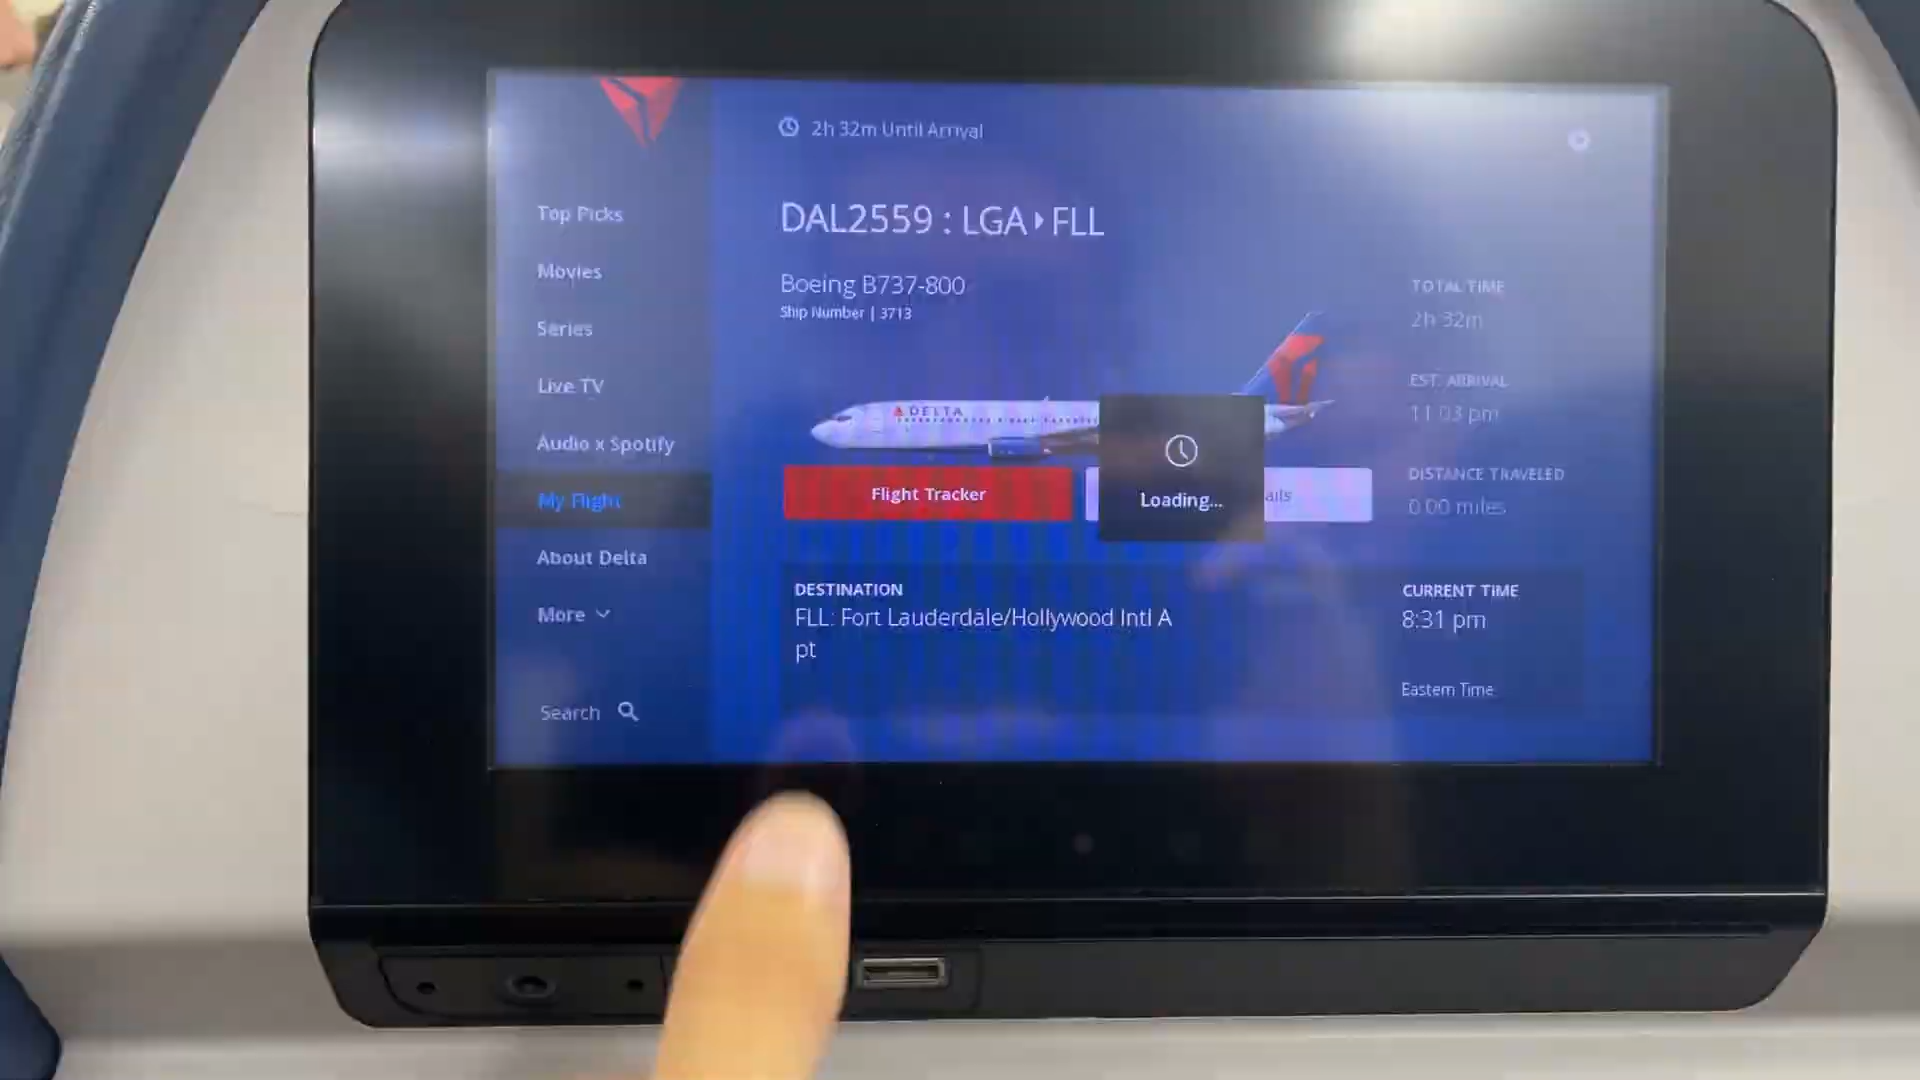 2h 32m Until Arrival
DAL2559 : LGA▸FLL
Boeing B737-800
Ship Number | 3713
Top Picks
Movies
Series
Live TV
Audio x Spotify
My Flight
About Delta
More
Search
TOTAL TIME
2h 32m
EST. ARRIVAL
11:03 pm
DISTANCE TRAVELED
0.00 miles
DELTA
Flight Tracker
Loading...
DESTINATION
FLL: Fort Lauderdale/Hollywood Intl A
pt
CURRENT TIME
8:31 pm
Eastern Time